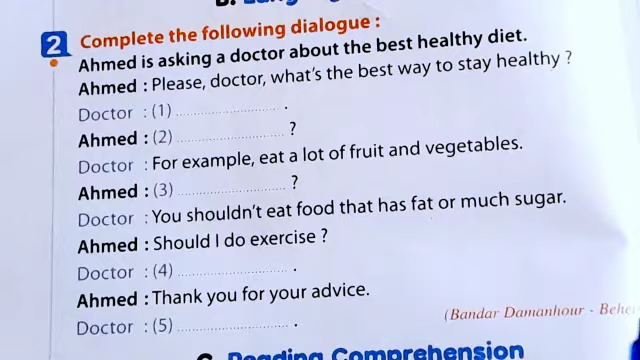 2 Complete the following dialogue :
Ahmed is asking a doctor about the best healthy diet.
Ahmed : Please, doctor, what's the best way to stay healthy ?
Doctor : (1) .............................. .
Ahmed : (2) .............................. ?
Doctor : For example, eat a lot of fruit and vegetables.
Ahmed : (3) .............................. ?
Doctor : You shouldn't eat food that has fat or much sugar.
Ahmed : Should I do exercise ?
Doctor : (4) .............................. .
Ahmed : Thank you for your advice.
(Bandar Damanhour -
Doctor : (5) .............................. .
Reading Comprehension